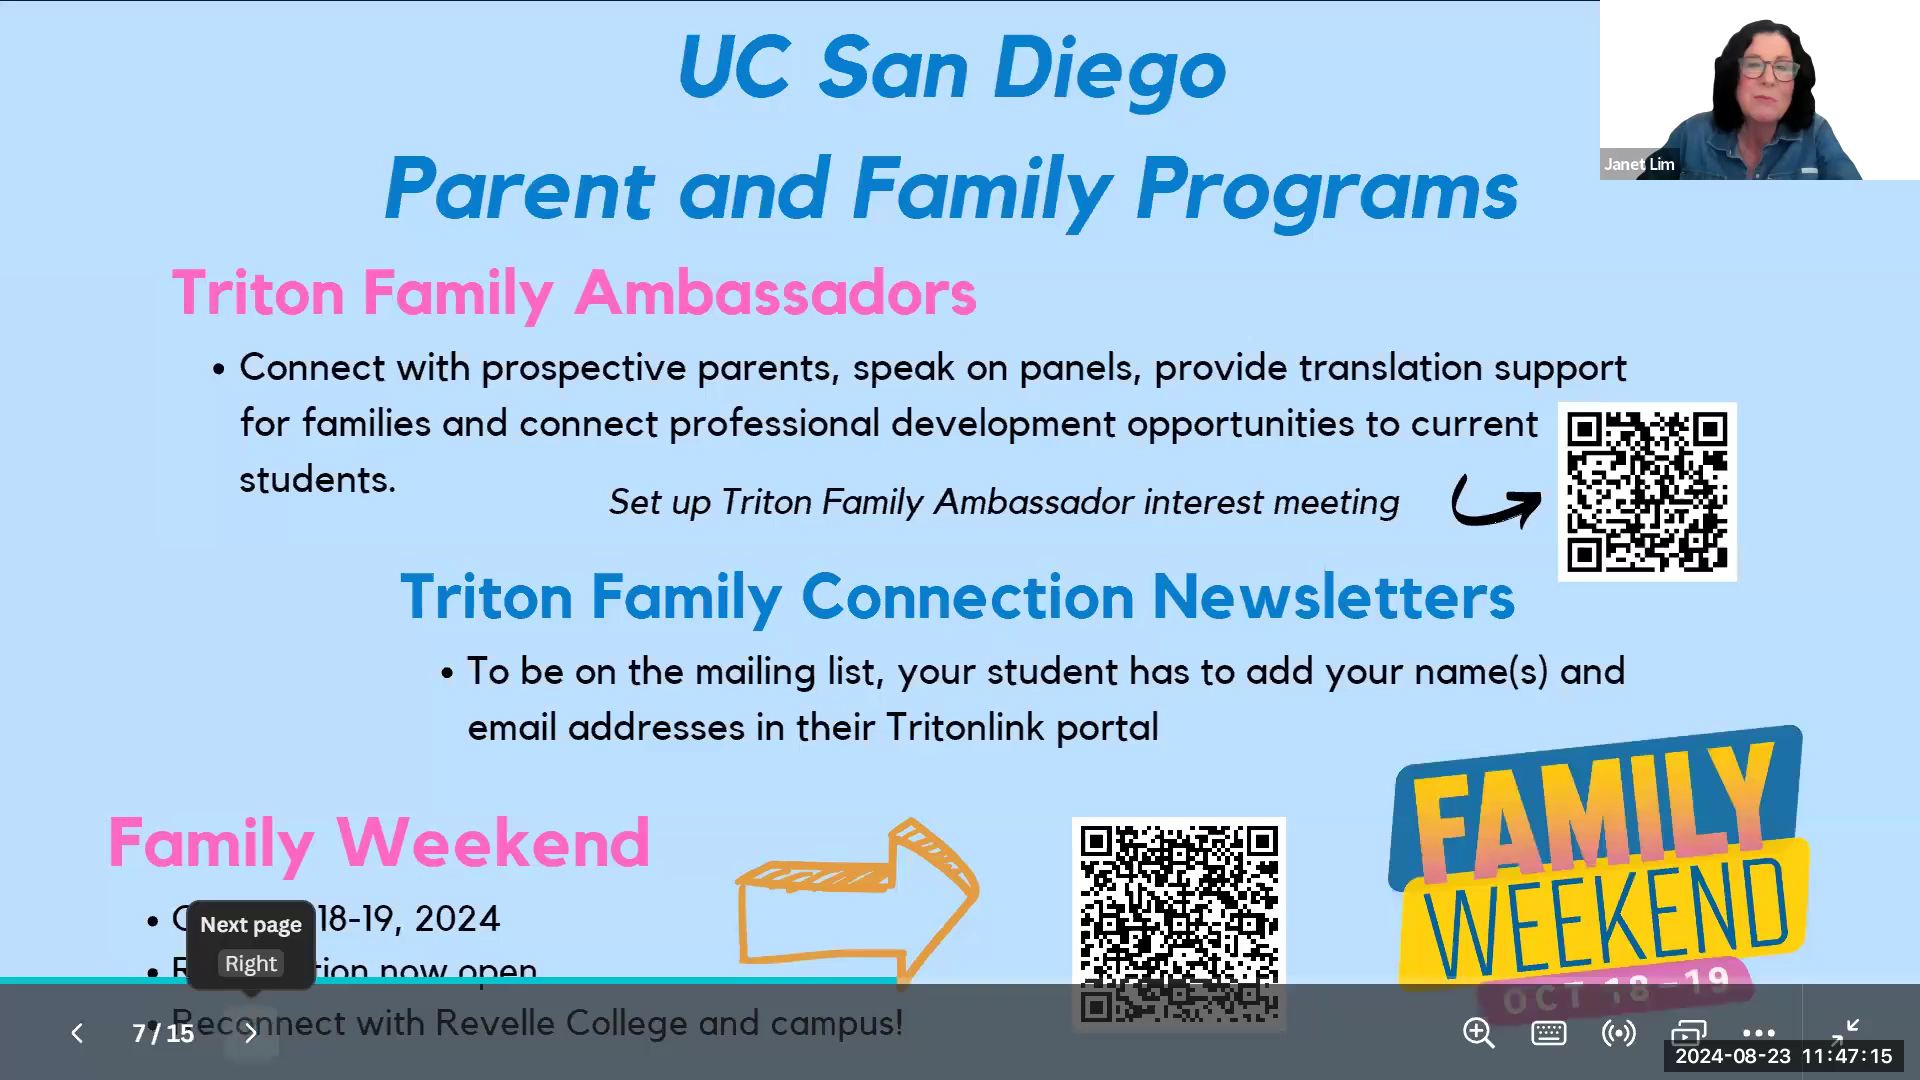 UC San Diego
Parent and Family Programs
Janet Lim
Triton Family Ambassadors
• Connect with prospective parents, speak on panels, provide translation support
for families and connect professional development opportunities to current
students.
Set up Triton Family Ambassador interest meeting
Triton Family Connection Newsletters
• To be on the mailing list, your student has to add your name(s) and
email addresses in their Tritonlink portal
Family Weekend
FAMILY
WEEKEND
OCT 18-19
• 18-19, 2024
Next page
Right
• now open
• Reconnect with Revelle College and campus!
7 / 15
2024-08-23 11:47:15